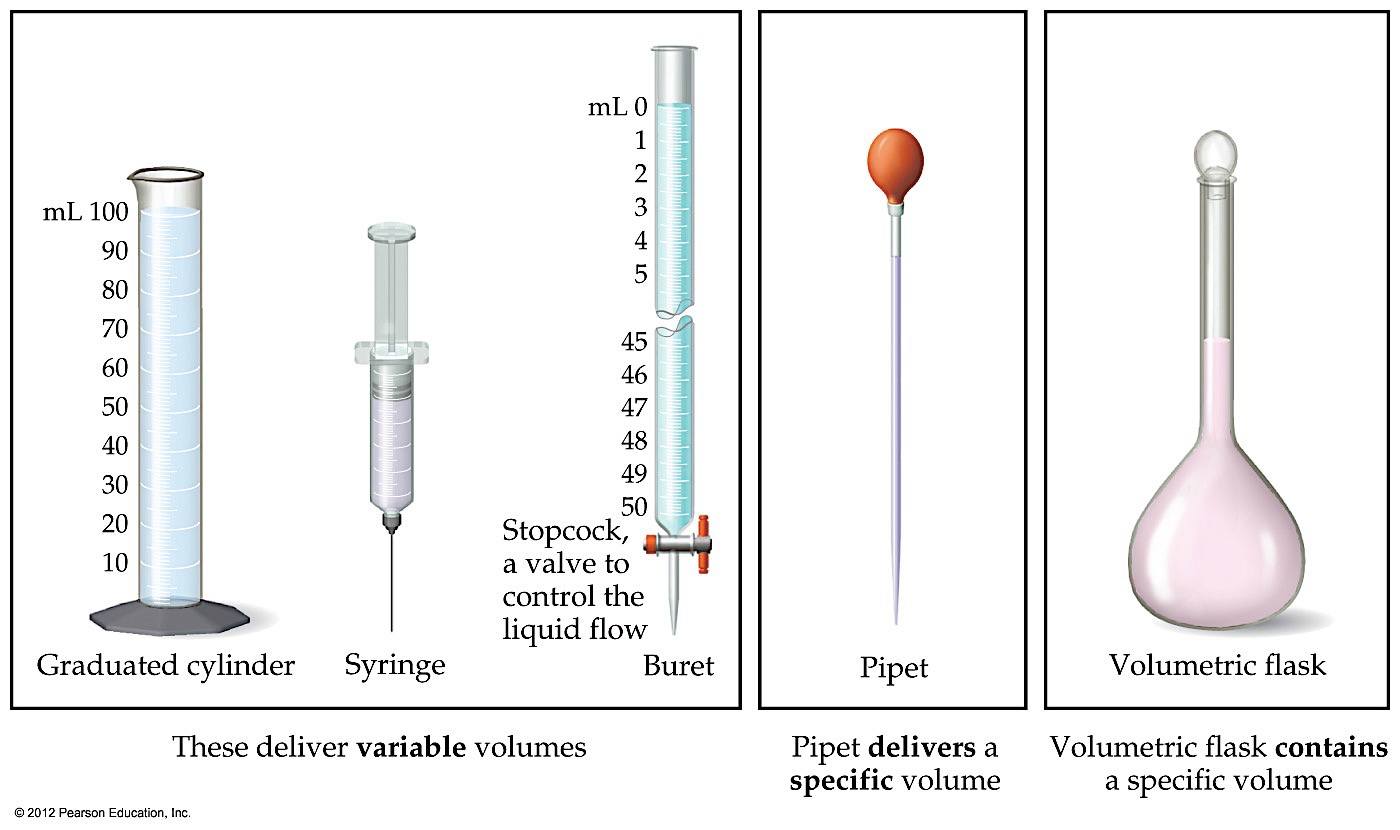 mL 100
90
80
70
60
50
40
30
20
10
Graduated cylinder
Syringe
mL 0
1
2
3
4
5
45
46
47
48
49
50
Stopcock,
a valve to
control the
liquid flow
Buret
These deliver variable volumes
Pipet
Pipet delivers a
specific volume
Volumetric flask
Volumetric flask contains
a specific volume
© 2012 Pearson Education, Inc.